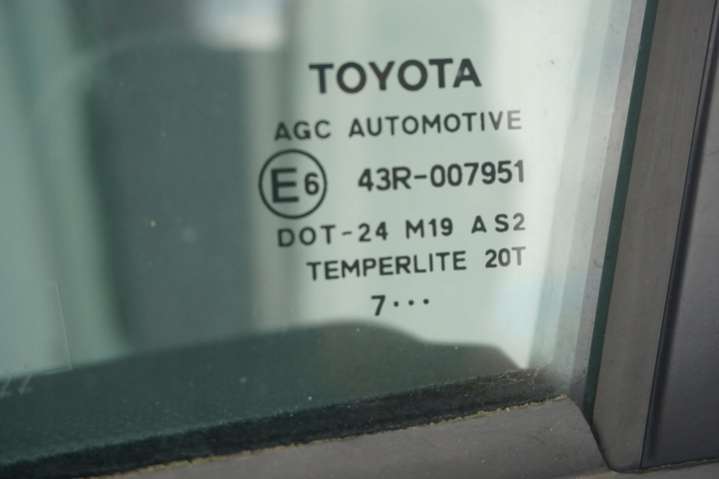 TOYOTA
AGC AUTOMOTIVE
E6 43R-007951
DOT-24 M19 AS2
TEMPERLITE 20T
7···